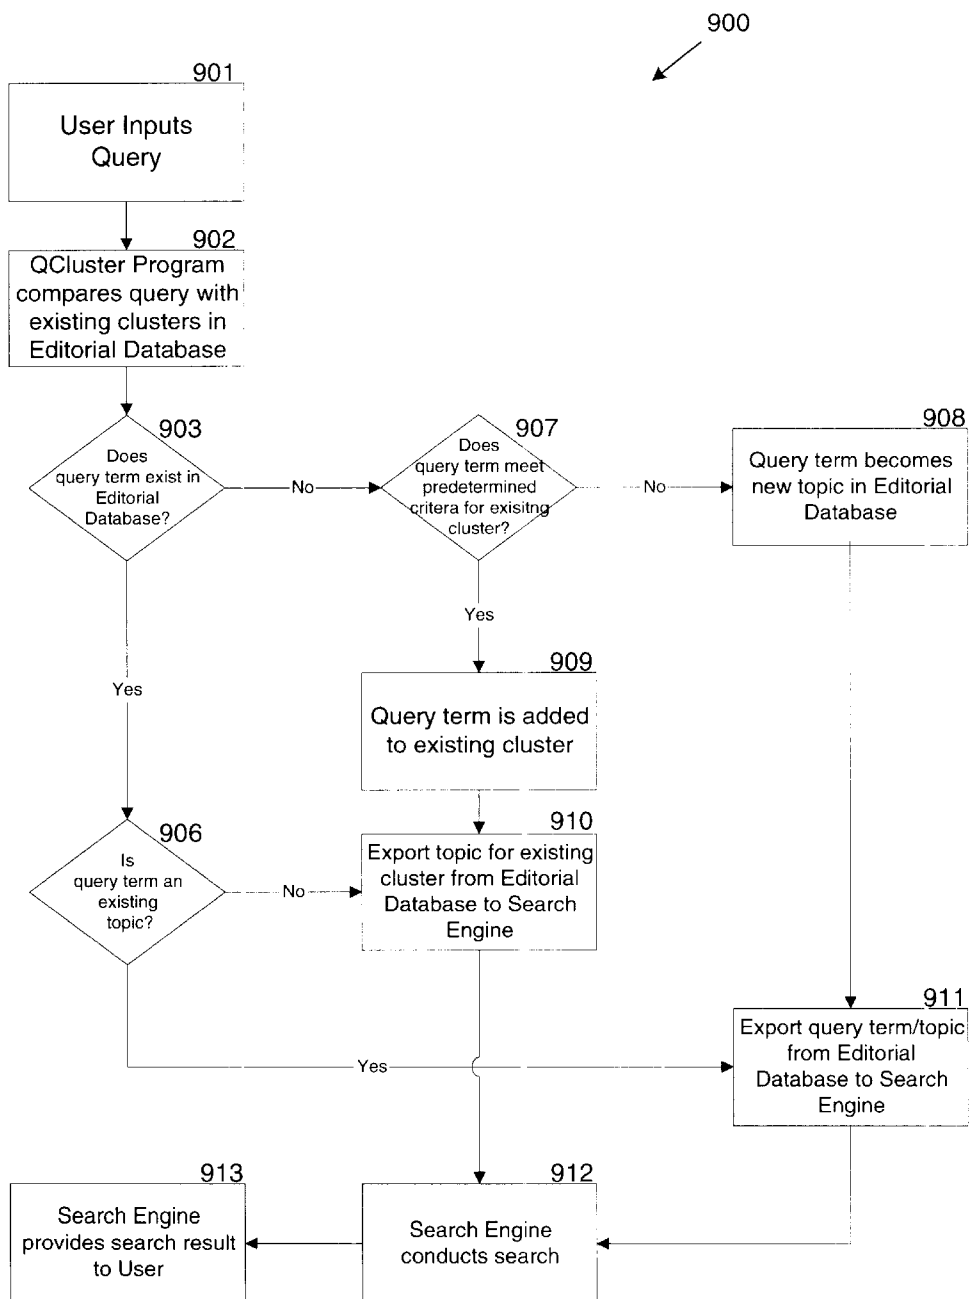 900
901
User Inputs
Query
902
QCluster Program
compares query with
existing clusters in
Editorial Database
903
Does
query term exist in
Editorial
Database?
No
907
Does
query term meet
predetermined
critera for exisitng
cluster?
No
908
Query term becomes
new topic in Editorial
Database
Yes
Yes
909
Query term is added
to existing cluster
906
Is
query term an
existing
topic?
No
910
Export topic for existing
cluster from Editorial
Database to Search
Engine
Yes
911
Export query term/topic
from Editorial
Database to Search
Engine
913
Search Engine
provides search result
to User
912
Search Engine
conducts search